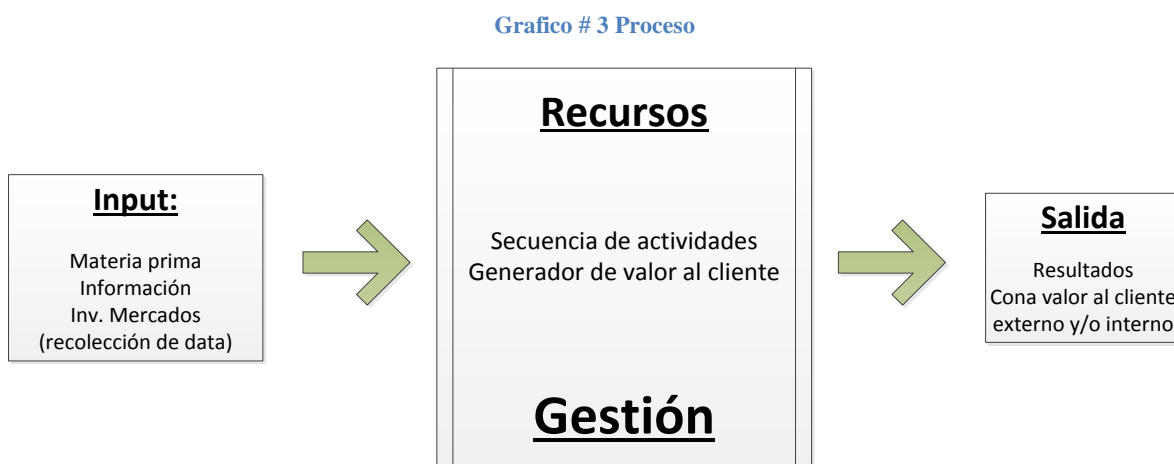 Grafico # 3 Proceso
Input:
Materia prima
Información
Inv. Mercados
(recolección de data)
Recursos
Secuencia de actividades
Generador de valor al cliente
Gestión
Salida
Resultados
Cona valor al cliente
externo y/o interno